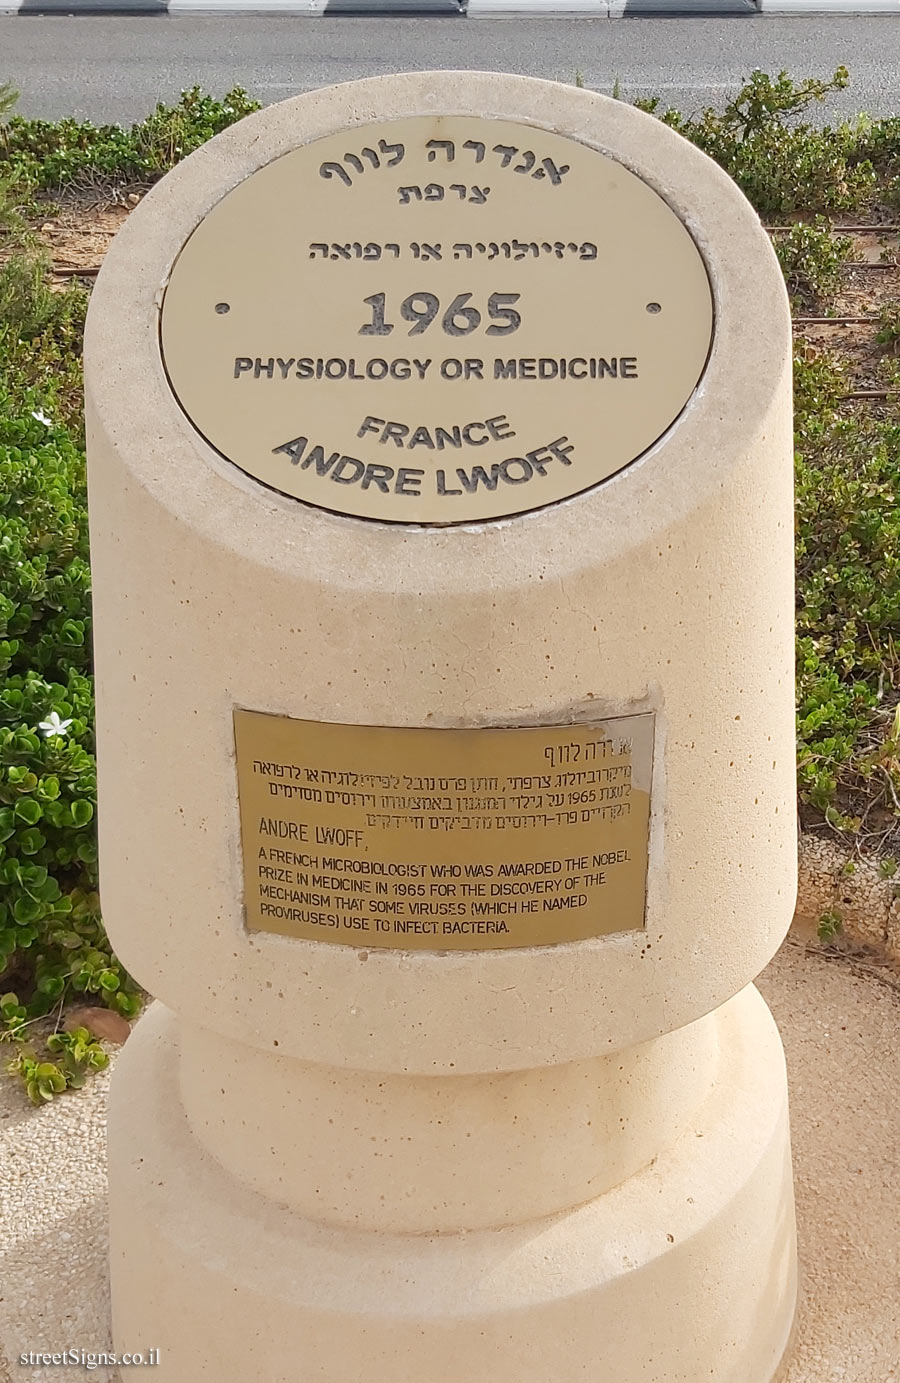 אנדרה לווף
צרפת
פיזיולוגיה או רפואה
1965
PHYSIOLOGY OR MEDICINE
FRANCE
ANDRE LWOFF
אנדרה לווף
מיקרוביולוג צרפתי, חתן פרס נובל לפיזיולוגיה או לרפואה
לשנת 1965 על גילוי המנגנון באמצעותו וירוסים מסוימים
הקרויים פרו-וירוסים מדביקים חיידקים.
ANDRE LWOFF,
A FRENCH MICROBIOLOGIST WHO WAS AWARDED THE NOBEL
PRIZE IN MEDICINE IN 1965 FOR THE DISCOVERY OF THE
MECHANISM THAT SOME VIRUSES (WHICH HE NAMED
PROVIRUSES) USE TO INFECT BACTERIA.
streetSigns.co.il